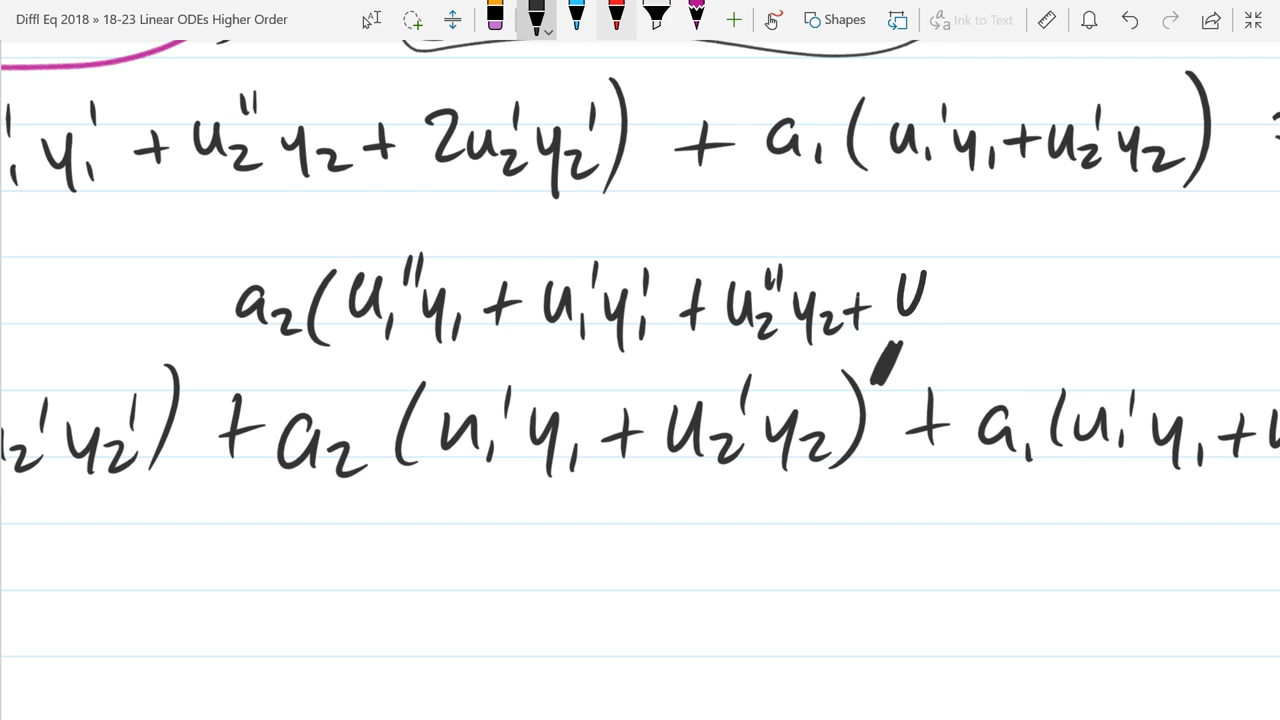 Diffl Eq 2018 » 18-23 Linear ODEs Higher Order Shapes Ink to Text
₁' y₁' + u₂'' y₂ + 2u₂' y₂') + a₁(u₁'y₁+u₂'y₂)
a₂(u₁''y₁ + u₁'y₁' + u₂''y₂+ U
₂'y₂') + a₂ (u₁'y₁ + u₂'y₂)' + a₁(u₁'y₁+